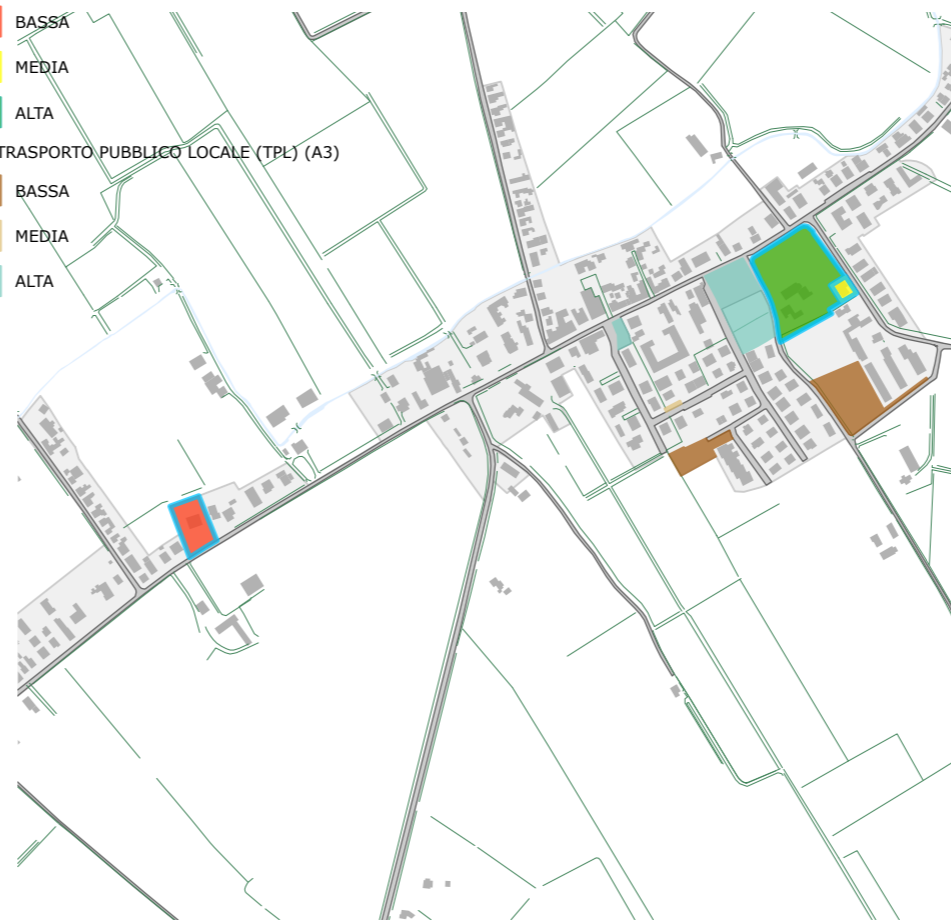 BASSA
MEDIA
ALTA
TRASPORTO PUBBLICO LOCALE (TPL) (A3)
BASSA
MEDIA
ALTA